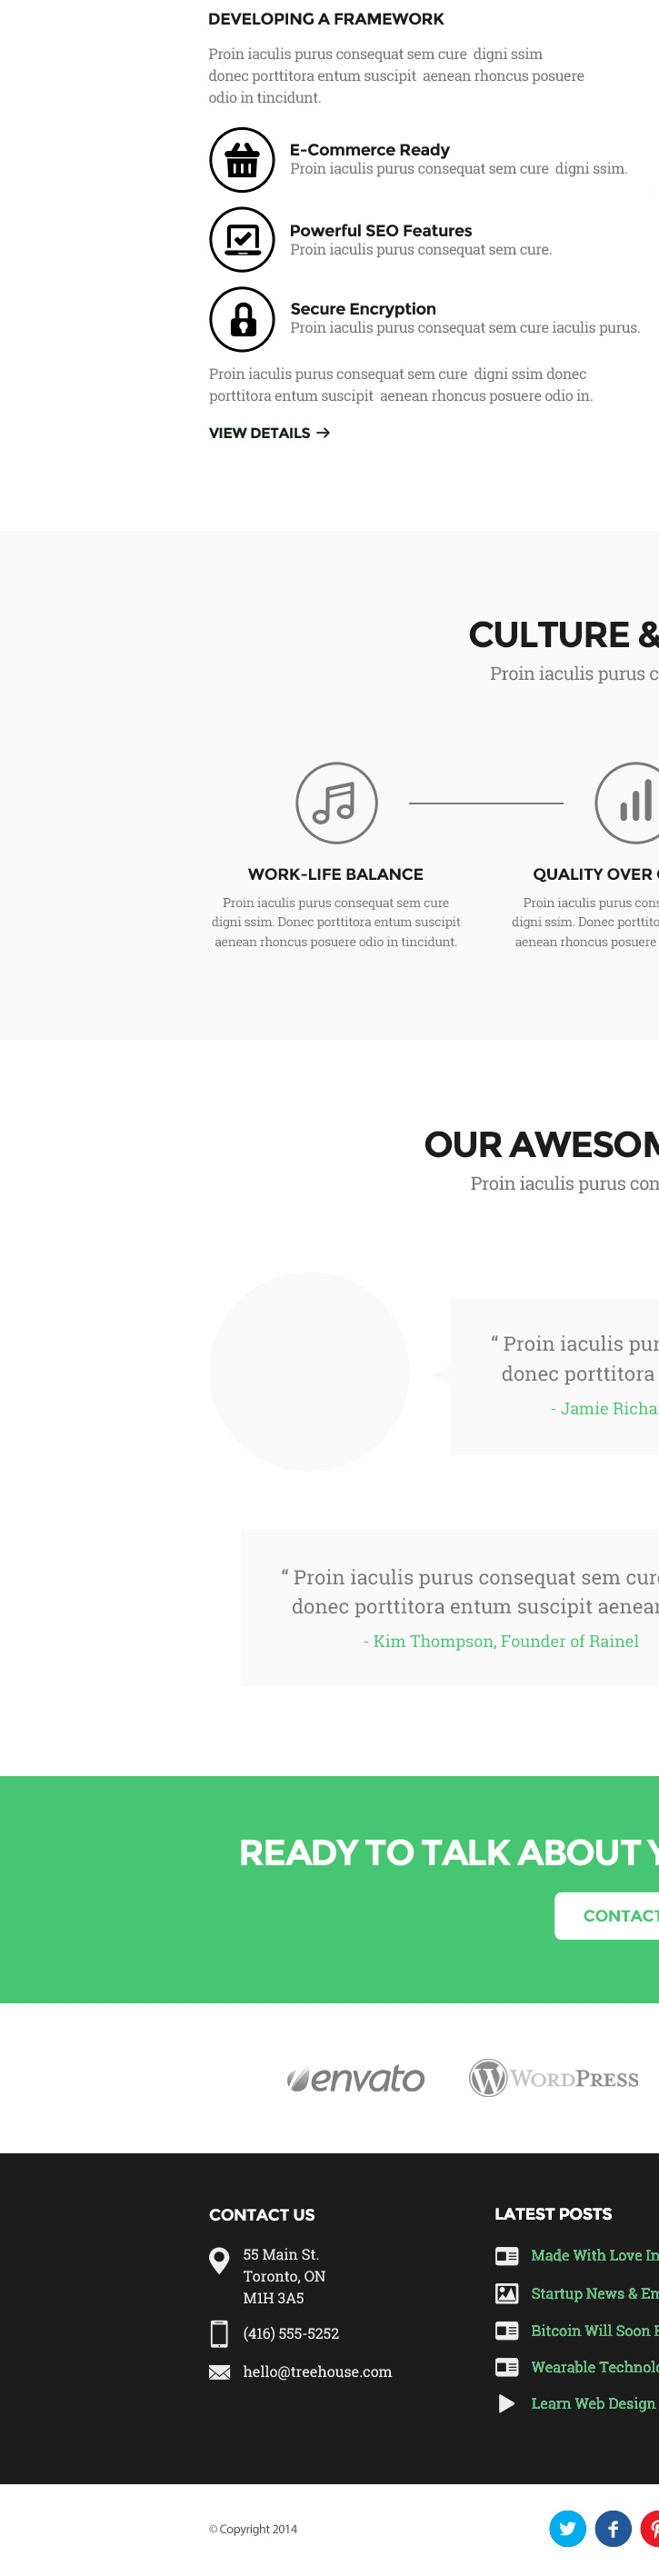 DEVELOPING A FRAMEWORK
Proin iaculis purus consequat sem cure digni ssim
donec porttitora entum suscipit aenean rhoncus posuere
odio in tincidunt.
E-Commerce Ready
Proin iaculis purus consequat sem cure digni ssim.
Powerful SEO Features
Proin iaculis purus consequat sem cure.
Secure Encryption
Proin iaculis purus consequat sem cure iaculis purus.
Proin iaculis purus consequat sem cure digni ssim donec
porttitora entum suscipit aenean rhoncus posuere odio in.
VIEW DETAILS →
CULTURE &
Proin iaculis purus c
WORK-LIFE BALANCE
Proin iaculis purus consequat sem cure
digni ssim. Donec porttitora entum suscipit
aenean rhoncus posuere odio in tincidunt.
QUALITY OVER
Proin iaculis purus cons
digni ssim. Donec porttito
aenean rhoncus posuere
OUR AWESOM
Proin iaculis purus con
“ Proin iaculis pur
donec porttitora
- Jamie Richa
“ Proin iaculis purus consequat sem cur
donec porttitora entum suscipit aenea
- Kim Thompson, Founder of Rainel
READY TO TALK ABOUT Y
CONTACT
envato
WORDPRESS
CONTACT US
55 Main St.
Toronto, ON
M1H 3A5
(416) 555-5252
hello@treehouse.com
LATEST POSTS
Made With Love In
Startup News & Em
Bitcoin Will Soon
Wearable Technolo
Learn Web Design
© Copyright 2014